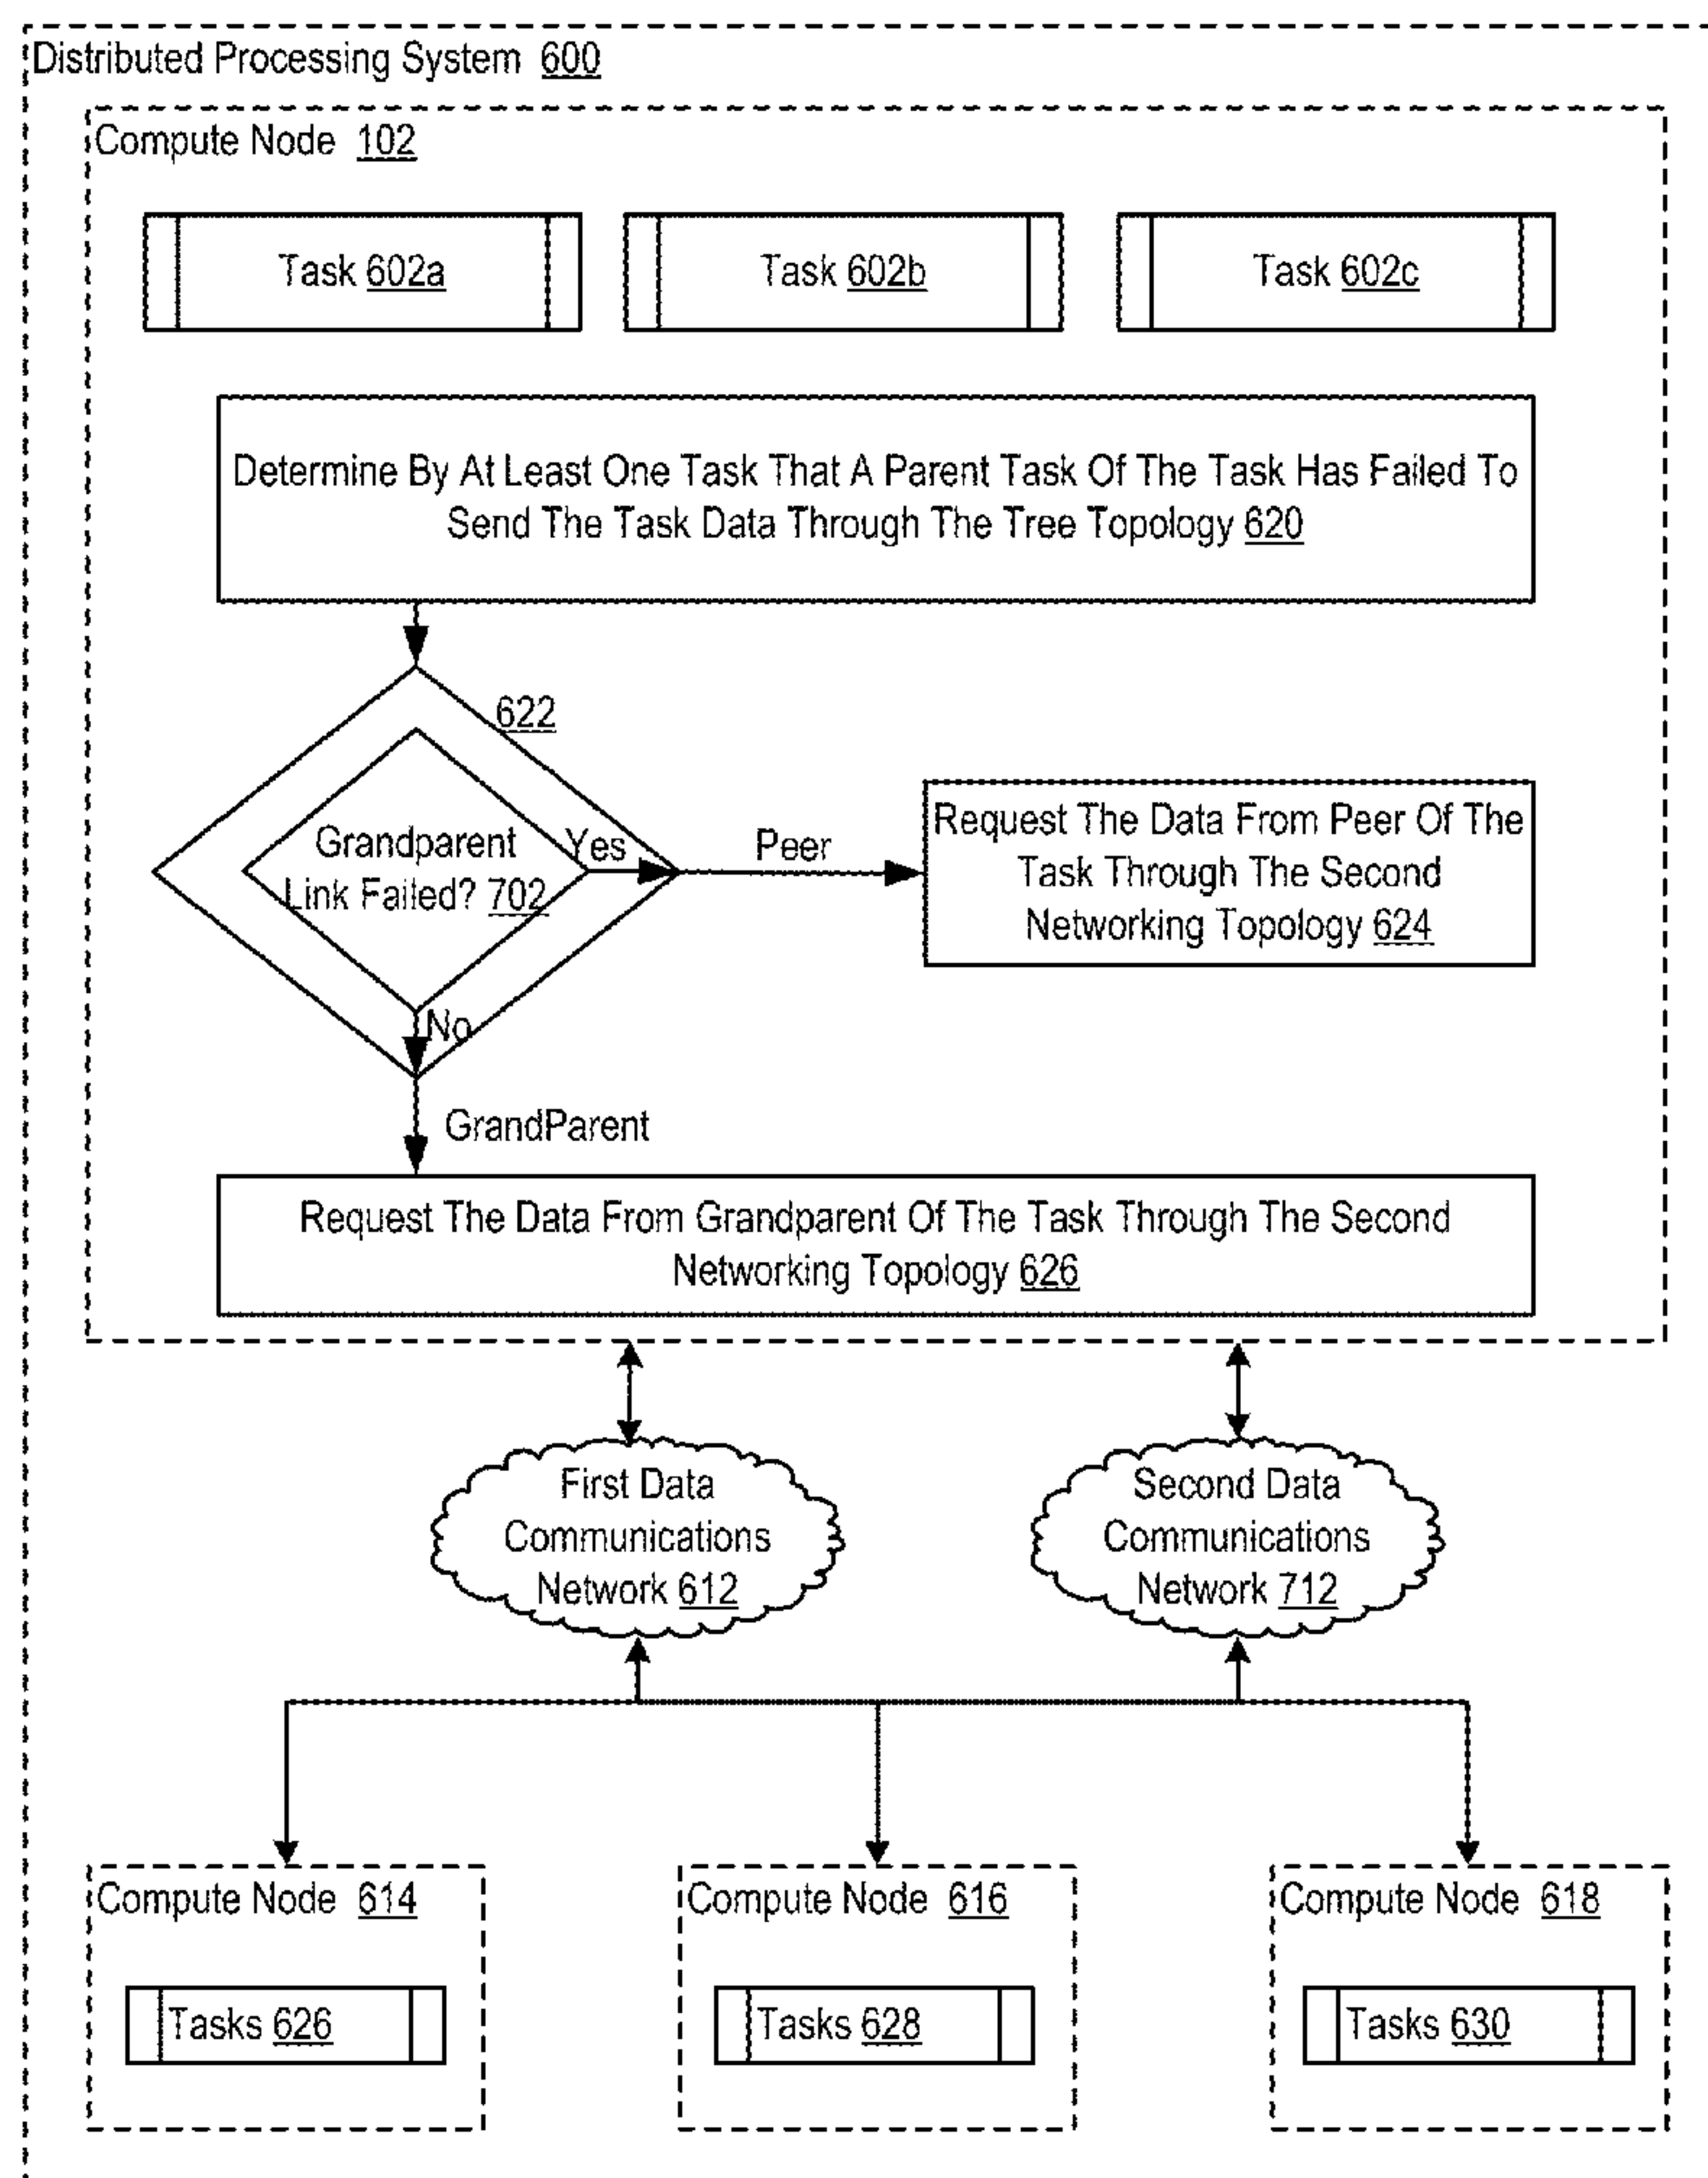 Distributed Processing System 600
Compute Node 102
Task 602a
Task 602b
Task 602c
Determine By At Least One Task That A Parent Task Of The Task Has Failed To
Send The Task Data Through The Tree Topology 620
622
Grandparent
Link Failed? 702
Yes
Peer
Request The Data From Peer Of The
Task Through The Second
Networking Topology 624
No
GrandParent
Request The Data From Grandparent Of The Task Through The Second
Networking Topology 626
First Data
Communications
Network 612
Second Data
Communications
Network 712
Compute Node 614
Tasks 626
Compute Node 616
Tasks 628
Compute Node 618
Tasks 630